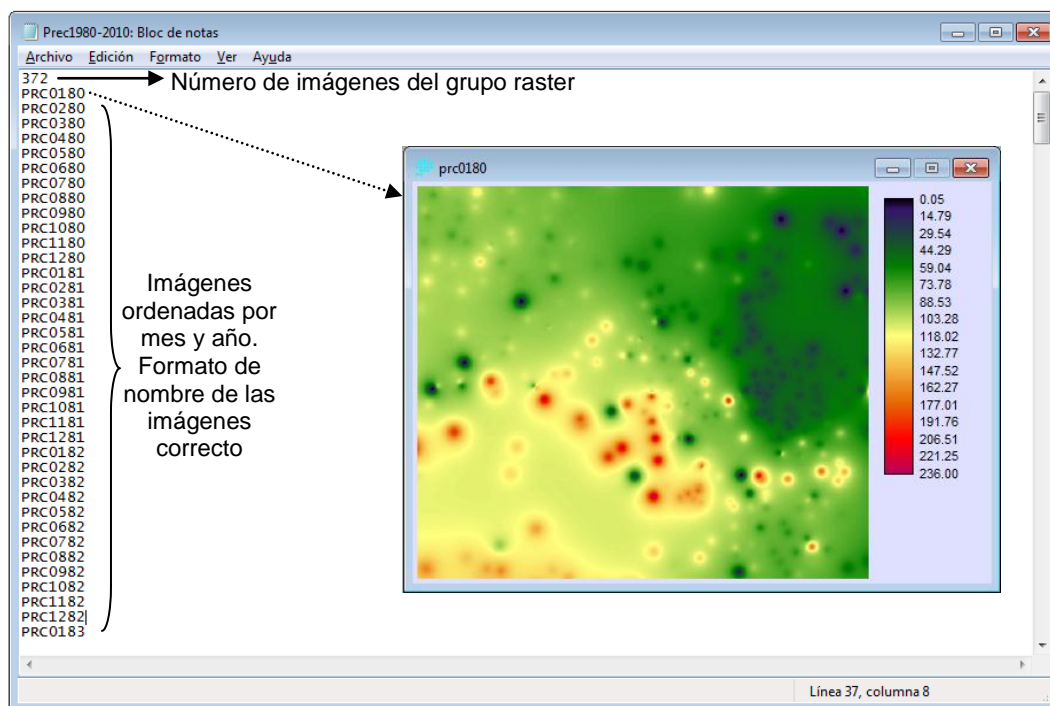 Prec1980-2010: Bloc de notas
Archivo Edición Formato Ver Ayuda
372
Número de imágenes del grupo raster
PRC0180
PRC0280
PRC0380
PRC0480
PRC0580
PRC0680
PRC0780
PRC0880
PRC0980
PRC1080
PRC1180
PRC1280
PRC0181
PRC0281
PRC0381
PRC0481
PRC0581
PRC0681
PRC0781
PRC0881
PRC0981
PRC1081
PRC1181
PRC1281
PRC0182
PRC0282
PRC0382
PRC0482
PRC0582
PRC0682
PRC0782
PRC0882
PRC0982
PRC1082
PRC1182
PRC1282
PRC0183
Imágenes
ordenadas por
mes y año.
Formato de
nombre de las
imágenes
correcto
prc0180
0.05
14.79
29.54
44.29
59.04
73.78
88.53
103.28
118.02
132.77
147.52
162.27
177.01
191.76
206.51
221.25
236.00
Línea 37, columna 8